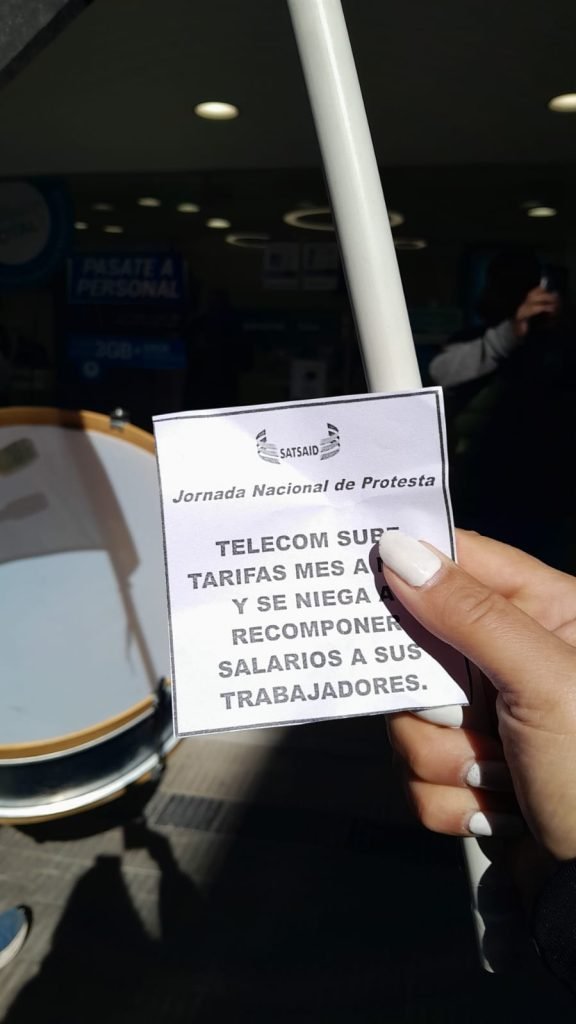 PASATE A
PERSONAL
3GB
SATSAID
Jornada Nacional de Protesta
TELECOM SUBE
TARIFAS MES A
Y SE NIEGA A
RECOMPONER
SALARIOS A SUS
TRABAJADORES.